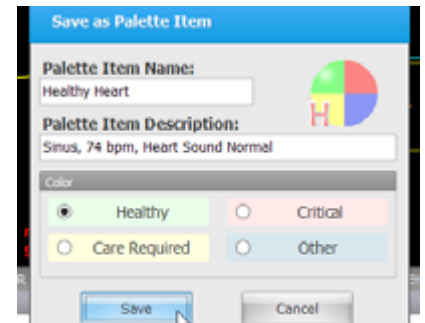 Save as Palette Item
Palette Item Name:
Healthy Heart
H
Palette Item Description:
Sinus, 74 bpm, Heart Sound Normal
Color
Healthy
Critical
Care Required
Other
Save
Cancel